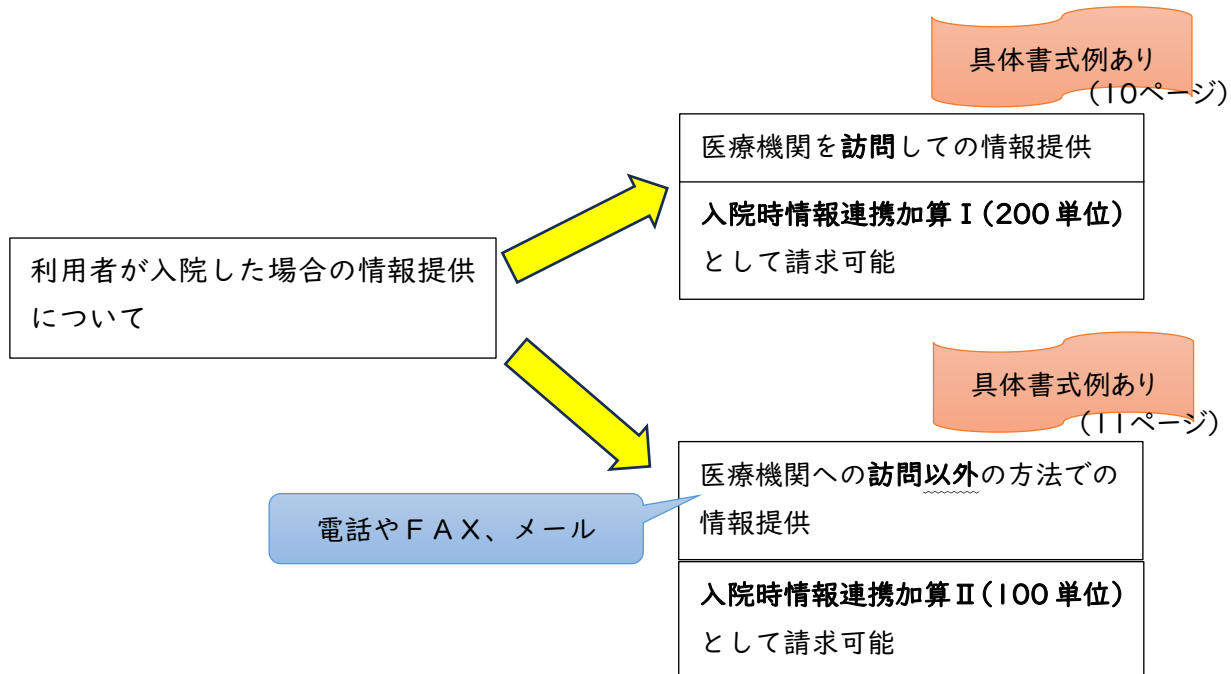 具体書式例あり
(10ページ)
医療機関を訪問しての情報提供
入院時情報連携加算Ⅰ(200単位)
として請求可能
利用者が入院した場合の情報提供
について
具体書式例あり
(11ページ)
医療機関への訪問以外の方法での
情報提供
電話やＦＡＸ、メール
入院時情報連携加算Ⅱ(100単位)
として請求可能